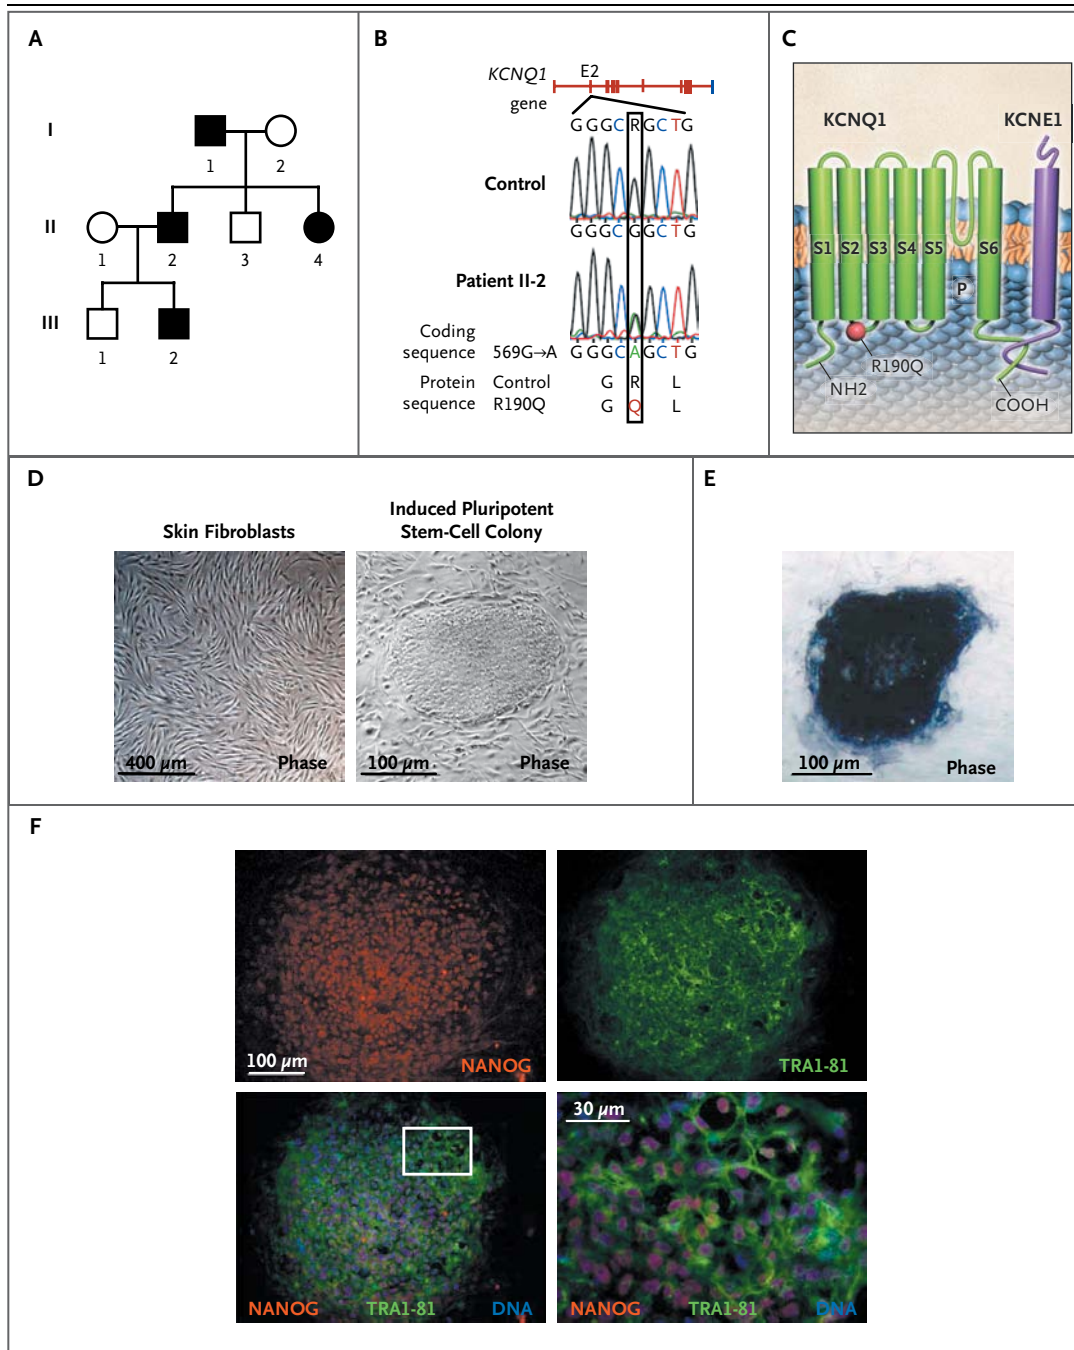 A
I
1
2
II
1
2
3
4
III
1
2
B
KCNQ1
gene
E2
G G G C R G C T G
Control
G G G C G G C T G
Patient II-2
Coding
sequence 569G→A G G G C A G C T G
Protein Control G R L
sequence R190Q G Q L
C
KCNQ1
KCNE1
S1 S2 S3 S4 S5 S6
P
R190Q
NH2
COOH
D
Skin Fibroblasts
400 µm
Phase
Induced Pluripotent
Stem-Cell Colony
100 µm
Phase
E
100 µm
Phase
F
100 µm
NANOG
TRA1-81
NANOG TRA1-81 DNA
30 µm
NANOG TRA1-81 DNA